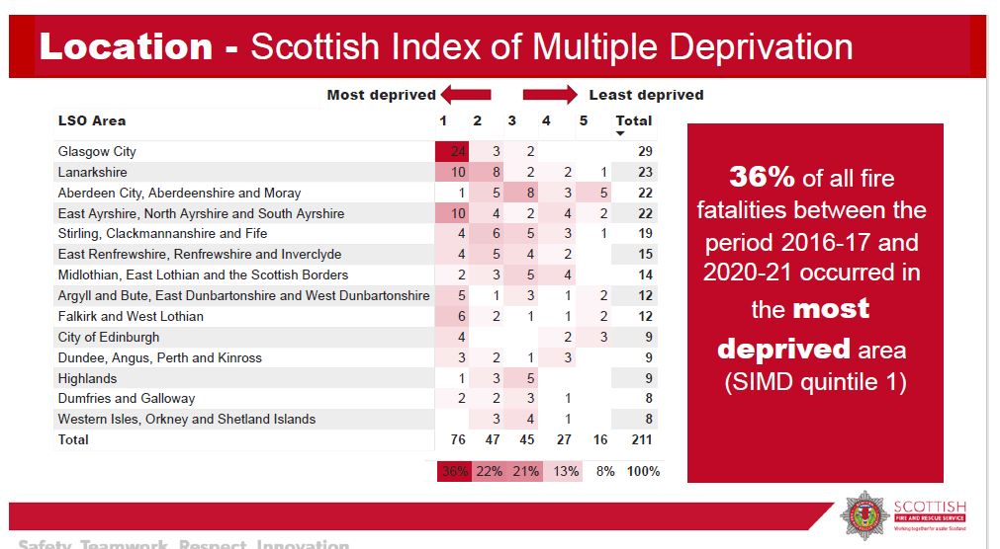 Location - Scottish Index of Multiple Deprivation
Most deprived Least deprived
LSO Area 1 2 3 4 5 Total
Glasgow City 24 3 2 29
Lanarkshire 10 8 2 2 1 23
Aberdeen City, Aberdeenshire and Moray 1 5 8 3 5 22
East Ayrshire, North Ayrshire and South Ayrshire 10 4 2 4 2 22
Stirling, Clackmannanshire and Fife 4 6 5 3 1 19
East Renfrewshire, Renfrewshire and Inverclyde 4 5 4 2 15
Midlothian, East Lothian and the Scottish Borders 2 3 5 4 14
Argyll and Bute, East Dunbartonshire and West Dunbartonshire 5 1 3 1 2 12
Falkirk and West Lothian 6 2 1 1 2 12
City of Edinburgh 4 2 3 9
Dundee, Angus, Perth and Kinross 3 2 1 3 9
Highlands 1 3 5 9
Dumfries and Galloway 2 2 3 1 8
Western Isles, Orkney and Shetland Islands 3 4 1 8
Total 76 47 45 27 16 211
36% 22% 21% 13% 8% 100%
36% of all fire
fatalities between the
period 2016-17 and
2020-21 occurred in
the most
deprived area
(SIMD quintile 1)
SCOTTISH
FIRE AND RESCUE SERVICE
Working together for a safer Scotland
Safety. Teamwork. Respect. Innovation